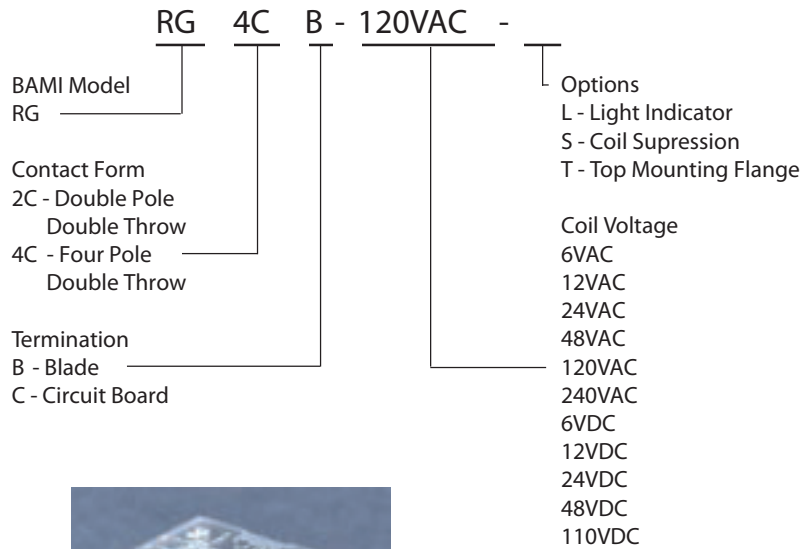 RG 4C B - 120VAC -
BAMI Model
RG
Contact Form
2C - Double Pole
Double Throw
4C - Four Pole
Double Throw
Termination
B - Blade
C - Circuit Board
Options
L - Light Indicator
S - Coil Supression
T - Top Mounting Flange
Coil Voltage
6VAC
12VAC
24VAC
48VAC
120VAC
240VAC
6VDC
12VDC
24VDC
48VDC
110VDC